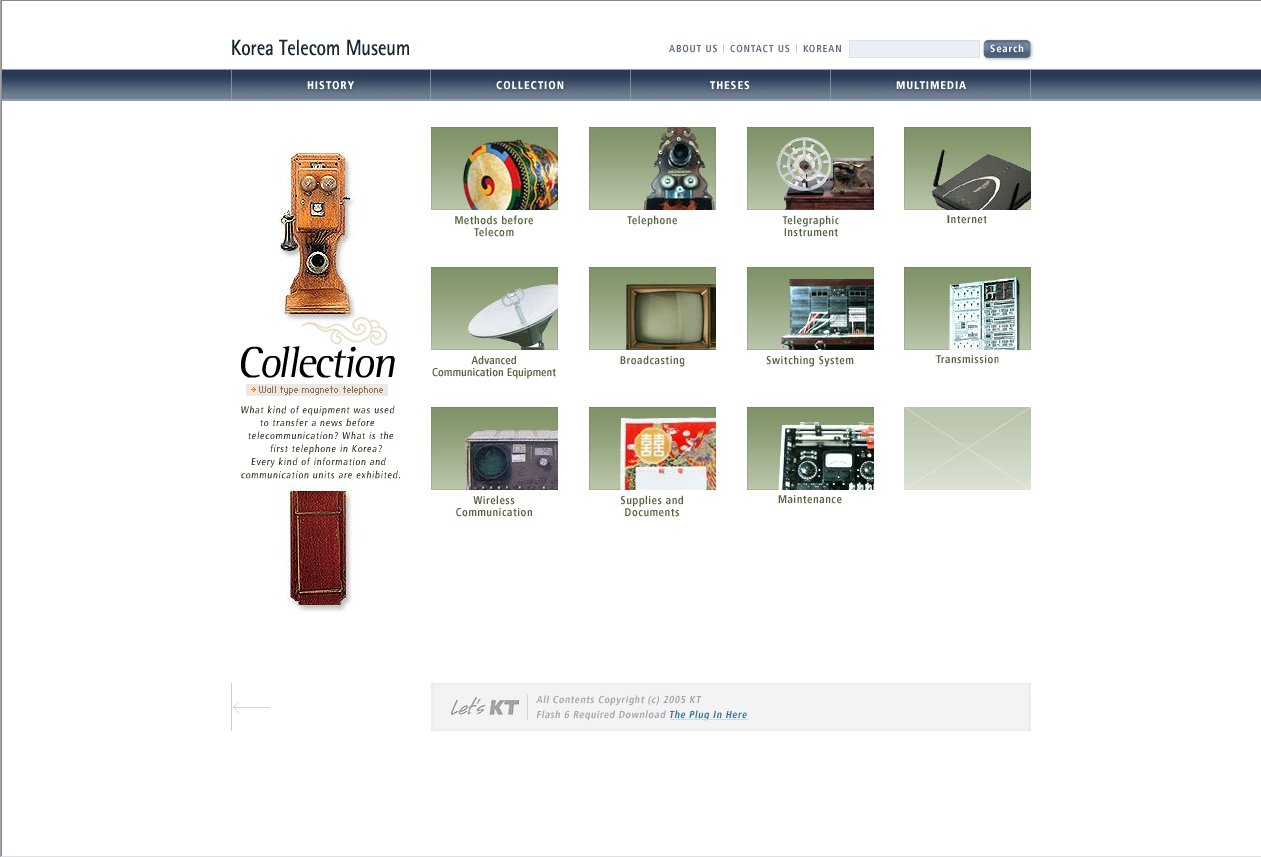 Korea Telecom Museum
ABOUT US | CONTACT US | KOREAN
Search
HISTORY
COLLECTION
THESES
MULTIMEDIA
Methods before
Telecom
Telephone
Telegraphic
Instrument
Internet
Advanced
Communication Equipment
Broadcasting
Switching System
Transmission
Wireless
Communication
Supplies and
Documents
Maintenance
Collection
Wall type magneto telephone
What kind of equipment was used
to transfer a news before
telecommunication? What is the
first telephone in Korea?
Every kind of information and
communication units are exhibited.
Let's KT
All Contents Copyright (c) 2005 KT
Flash 6 Required Download The Plug In Here